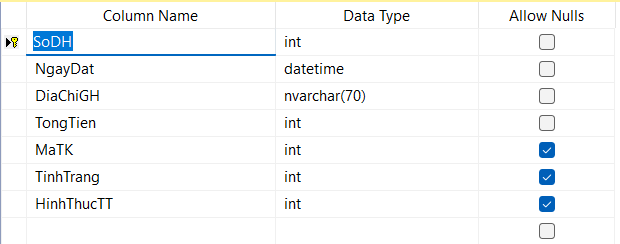 Column Name Data Type Allow Nulls
SoDH int
NgayDat datetime
DiaChiGH nvarchar(70)
TongTien int
MaTK int
TinhTrang int
HinhThucTT int